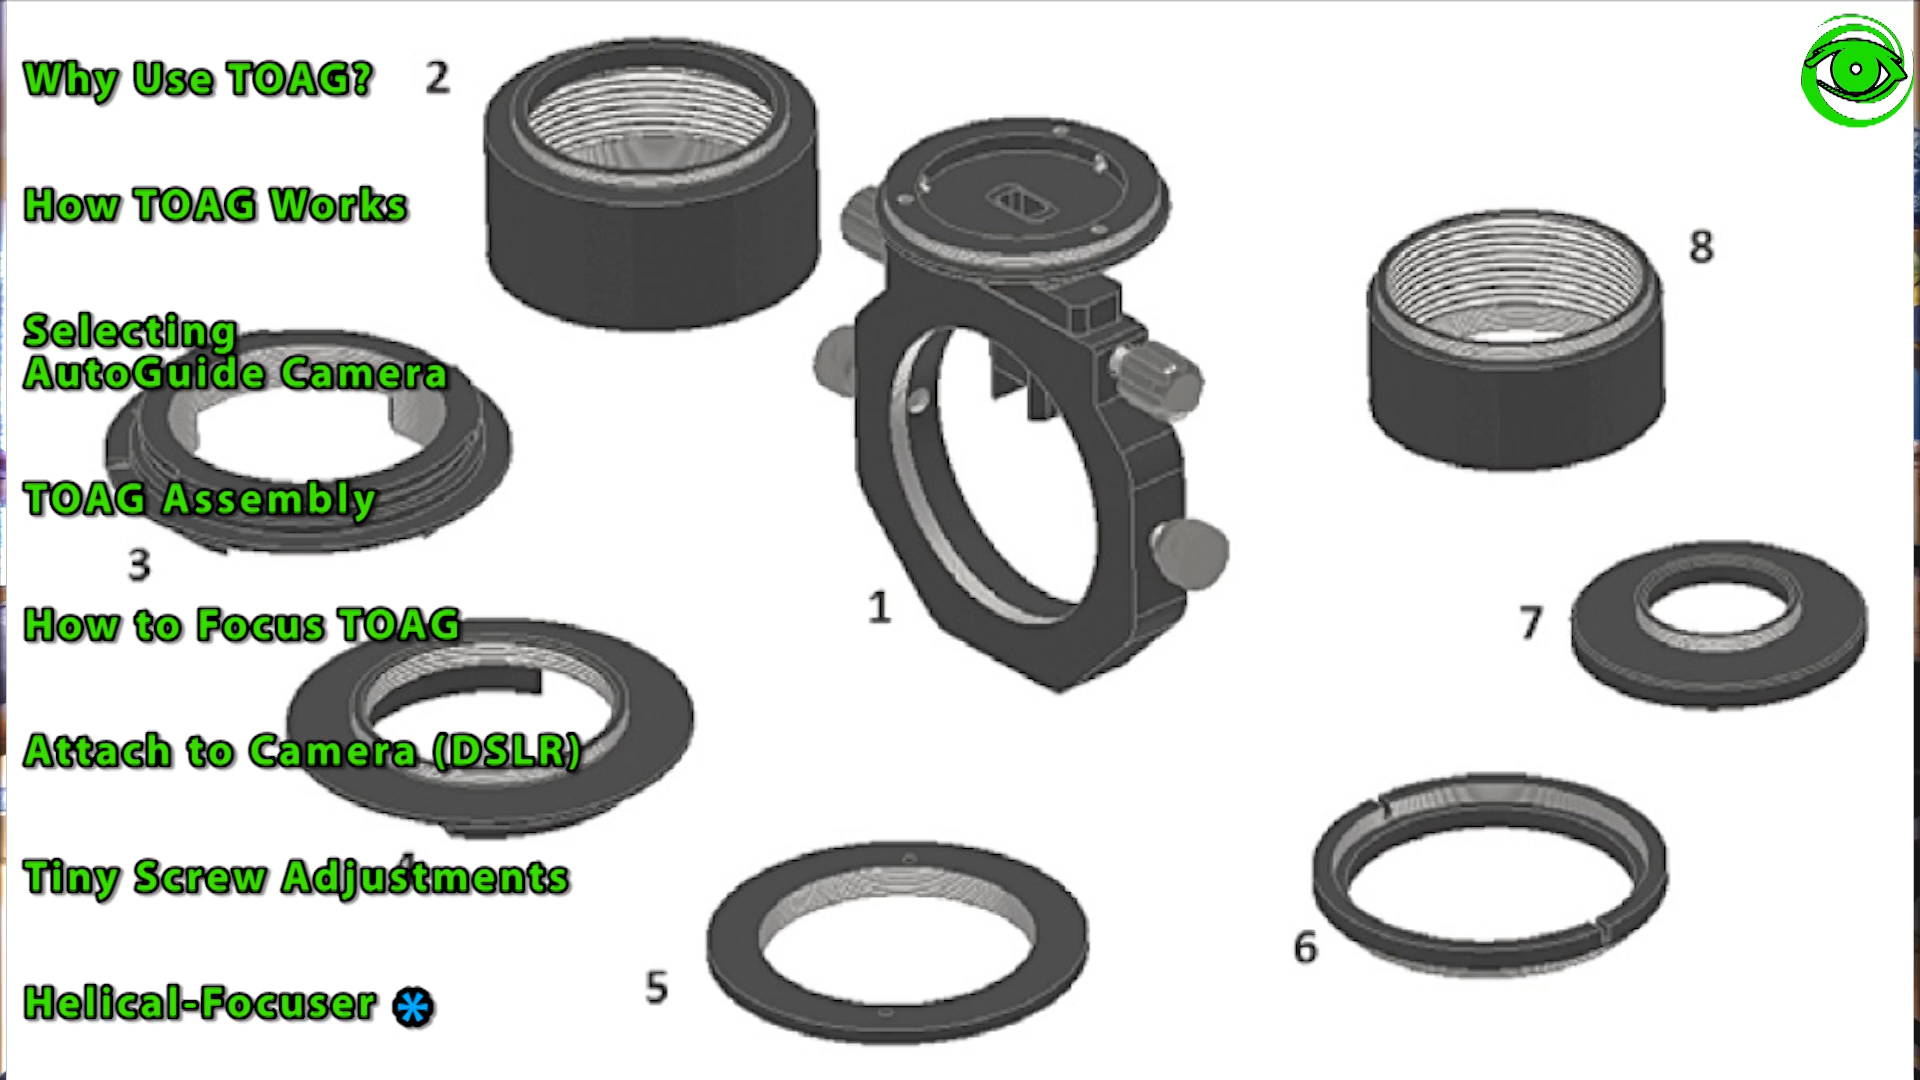 Why Use TOAG?
2
How TOAG Works
8
Selecting
AutoGuide Camera
TOAG Assembly
3
1
7
How to Focus TOAG
Attach to Camera (DSLR)
4
Tiny Screw Adjustments
6
5
Helical-Focuser *